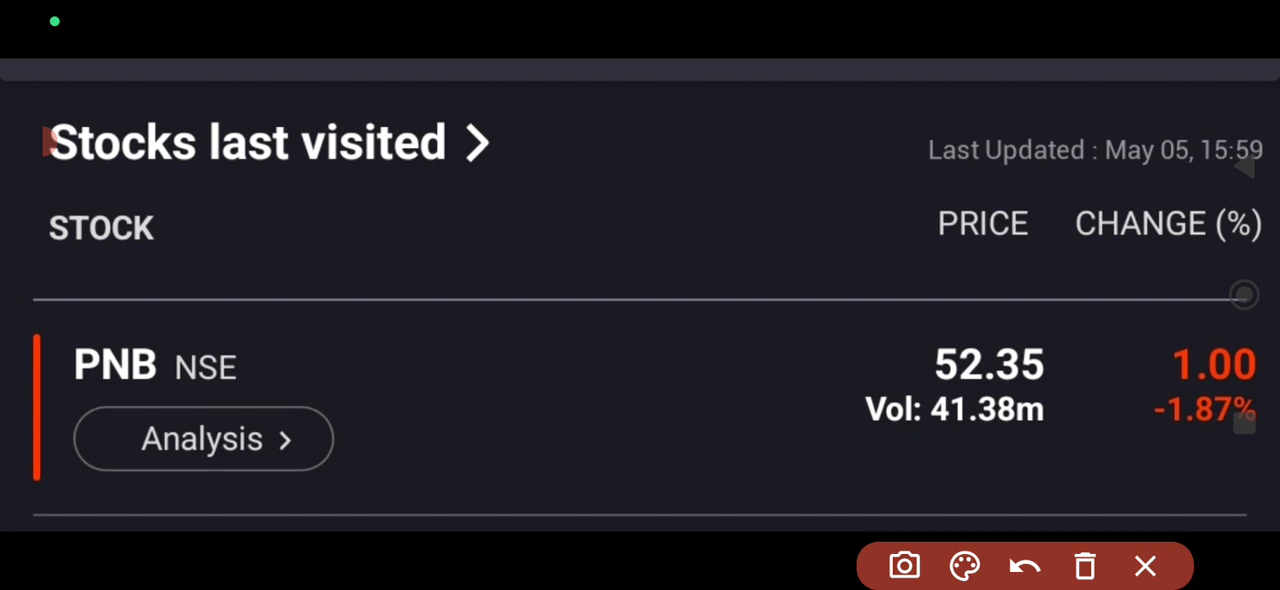 Stocks last visited
Last Updated : May 05, 15:59
STOCK PRICE CHANGE (%)
PNB NSE 52.35 1.00
Vol: 41.38m -1.87%
Analysis